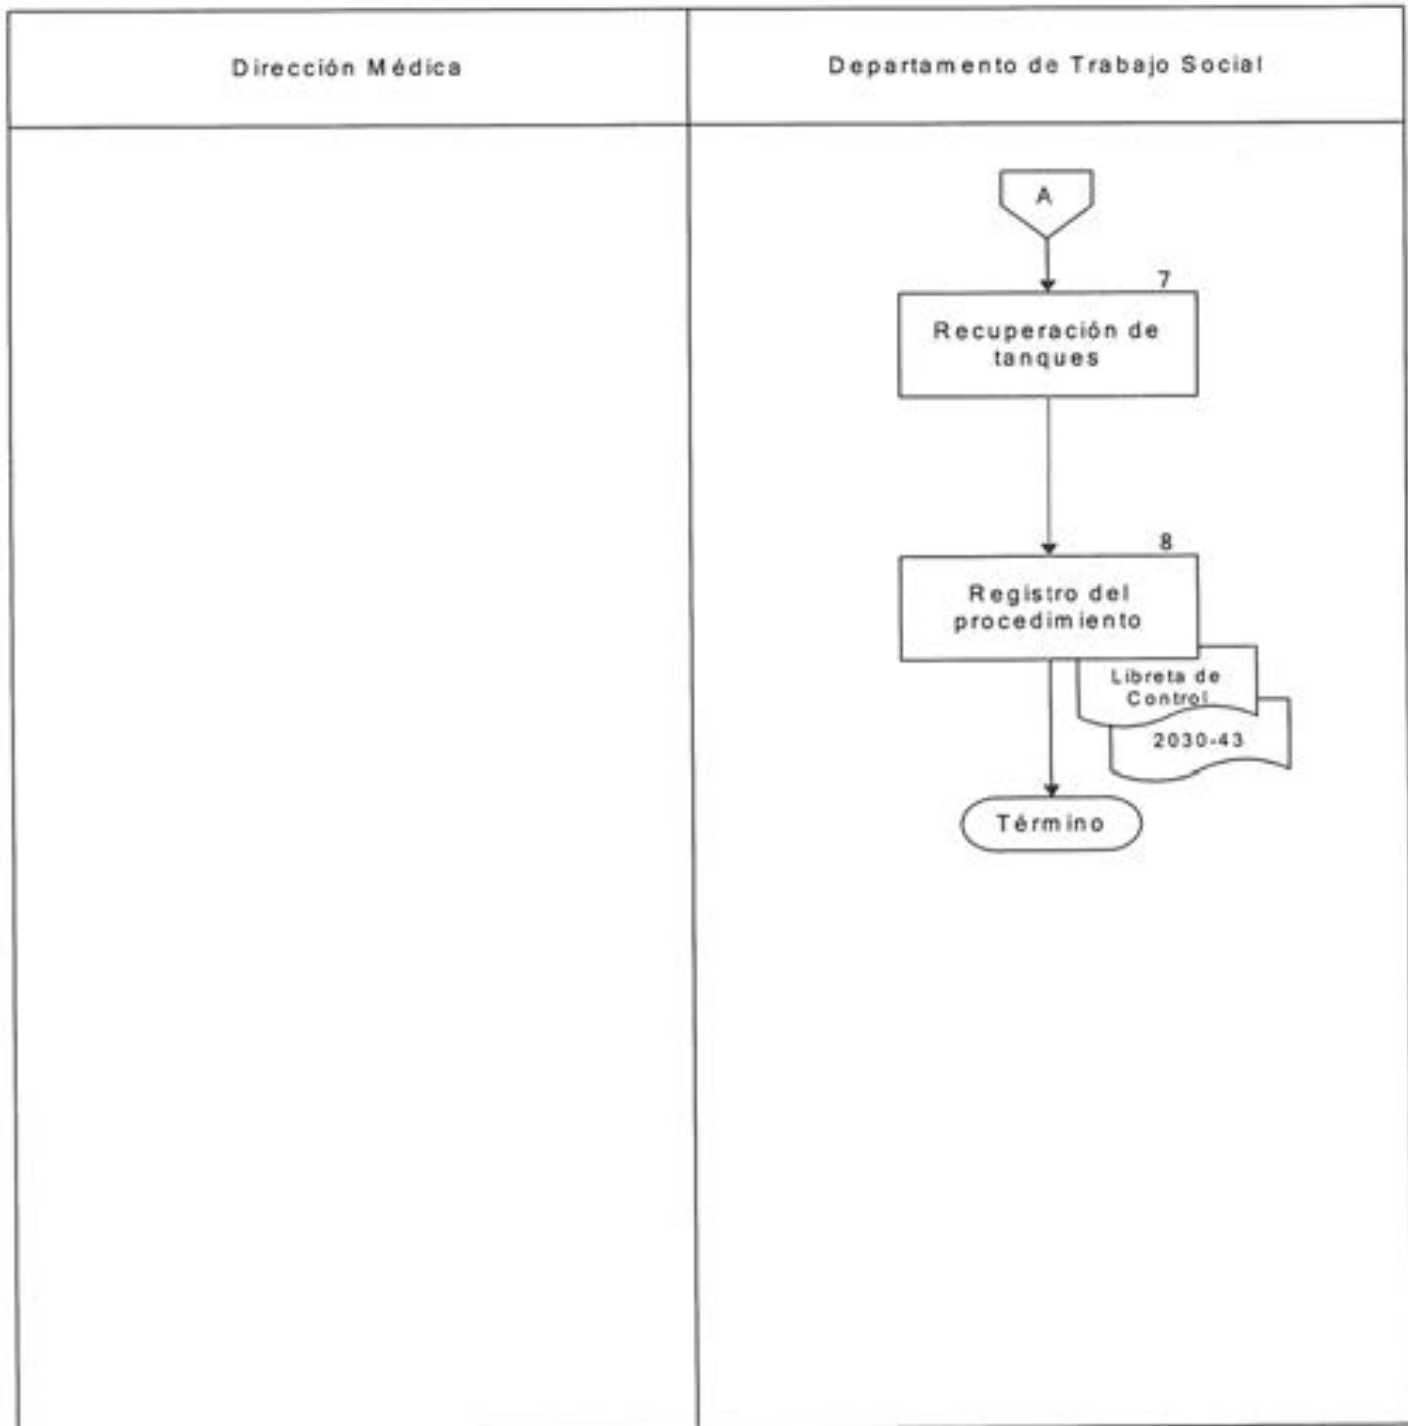 Dirección Médica
Departamento de Trabajo Social
A
7
Recuperación de
tanques
8
Registro del
procedimiento
Libreta de
Control
2030-43
Término